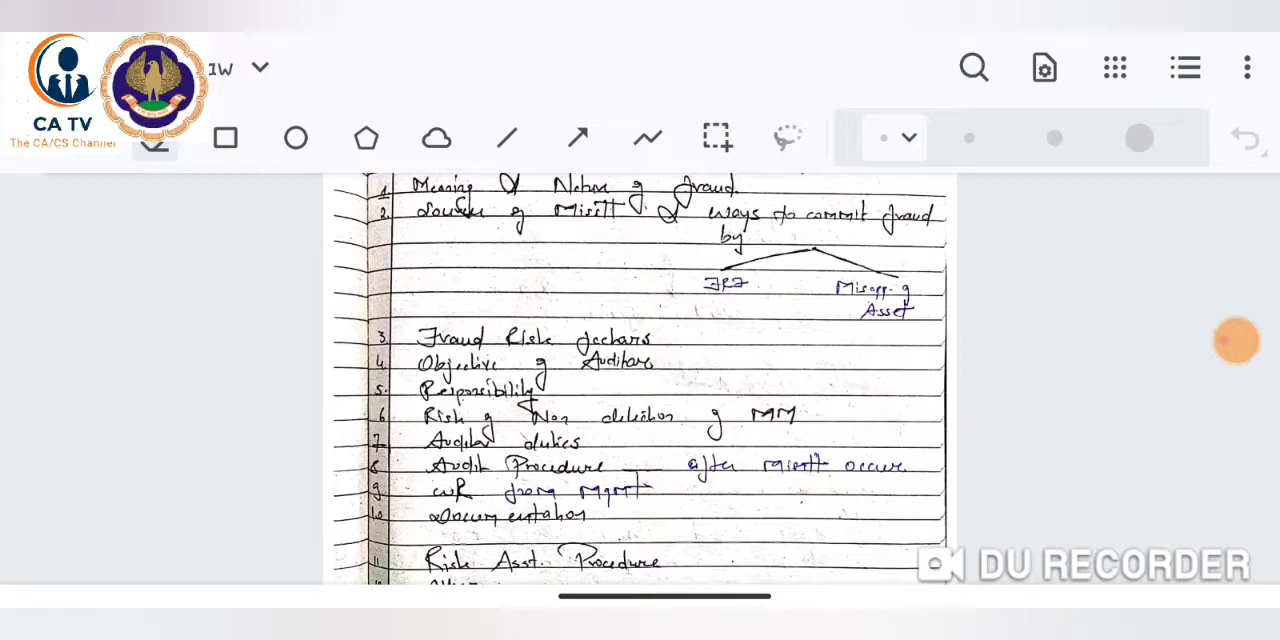 1W
CA TV
The CA/CS Channel
1. Meaning & Nature of fraud.
2. of Misstt & ways to commit fraud
by
FRF Misapp. of
Asset
3. Fraud Risk factors
4. Objective of Auditors
5. Responsibility
6. Risk of Non detection of MM
7. Auditor duties
8. Audit Procedure — after misstt occure
9. WR from Mgmt
10. Documentation
11. Risk Asst. Procedure
DU RECORDER